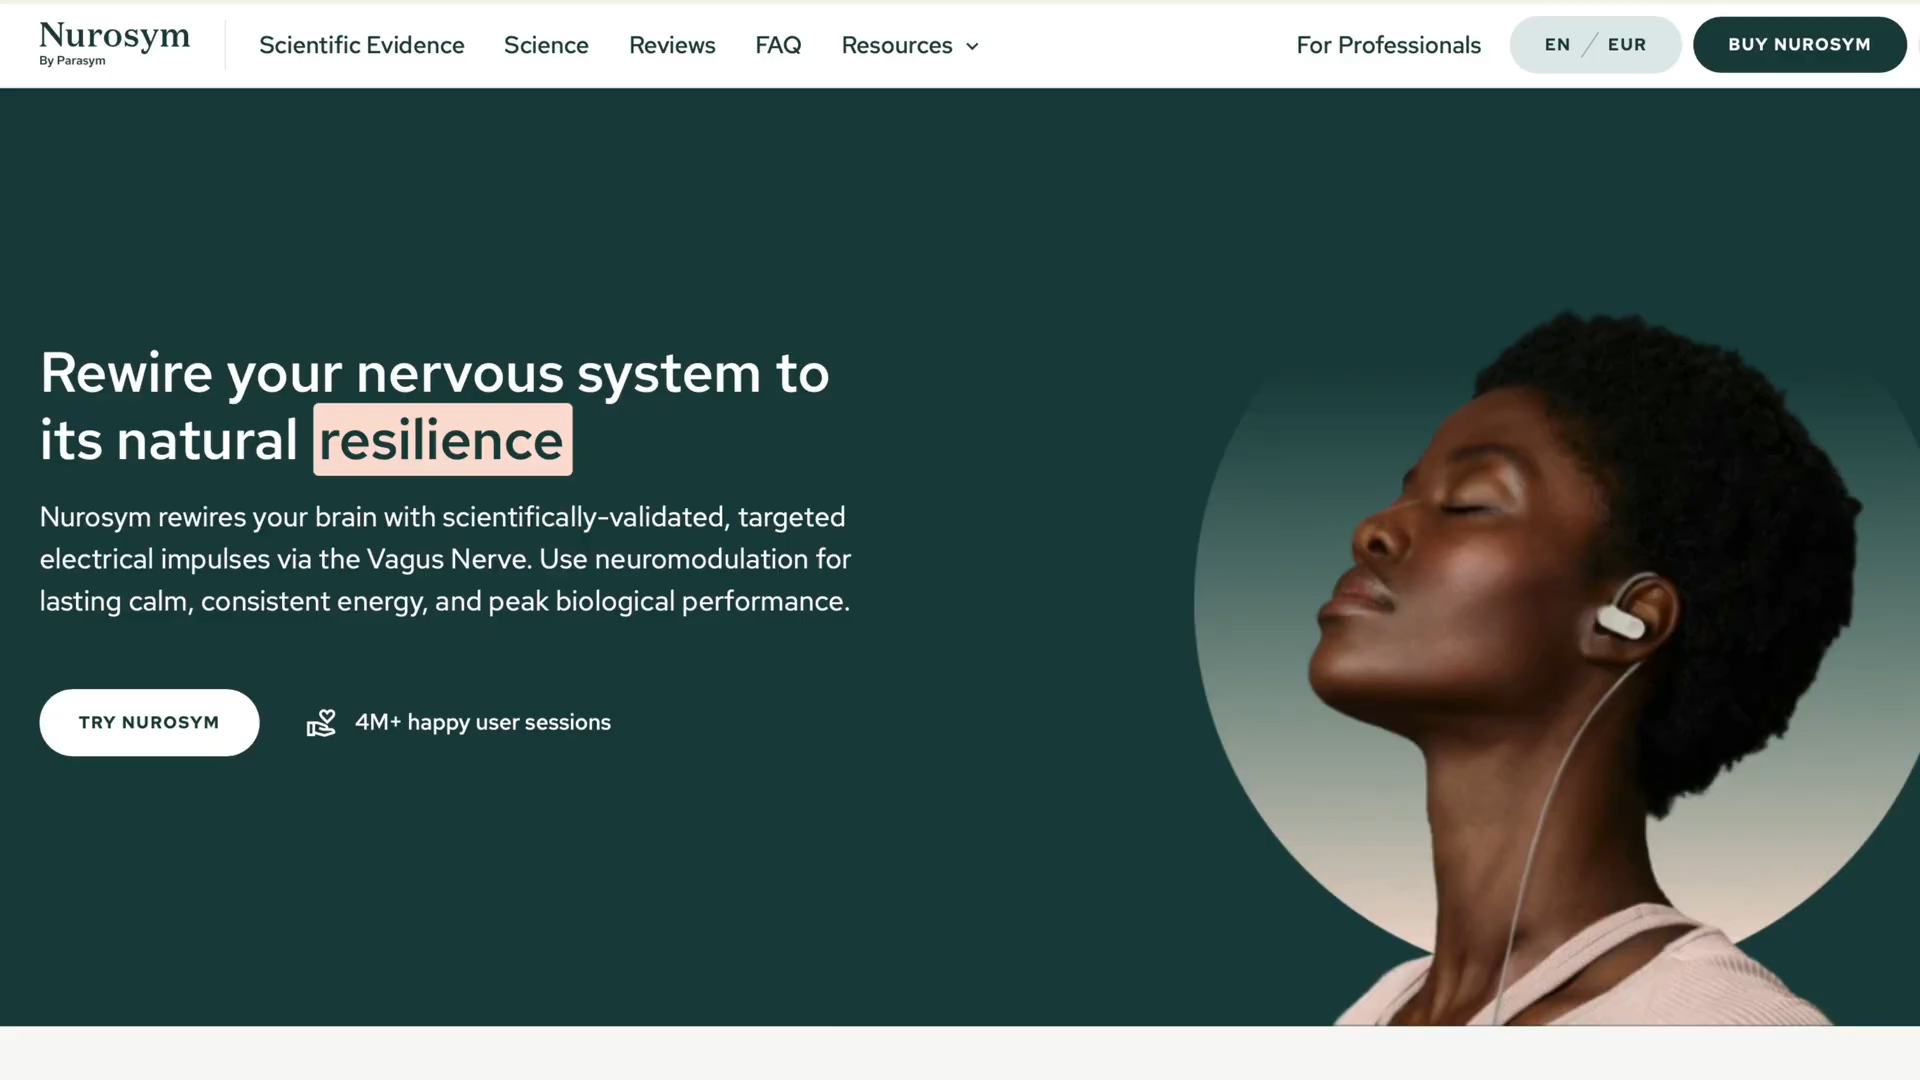 Nurosym
By Parasym
Scientific Evidence
Science
Reviews
FAQ
Resources
For Professionals
EN / EUR
BUY NUROSYM
Rewire your nervous system to
its natural resilience
Nurosym rewires your brain with scientifically-validated, targeted
electrical impulses via the Vagus Nerve. Use neuromodulation for
lasting calm, consistent energy, and peak biological performance.
TRY NUROSYM
4M+ happy user sessions